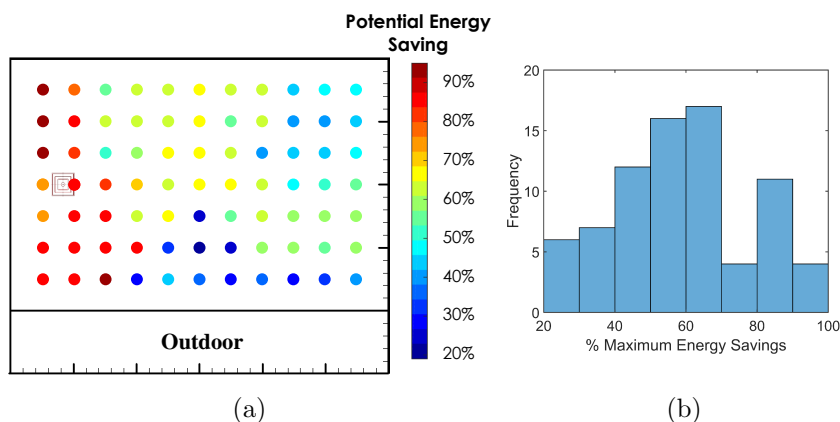 Potential Energy
Saving
90%
80%
70%
60%
50%
40%
30%
20%
Outdoor
(a)
20
15
10
5
0
Frequency
20 40 60 80 100
% Maximum Energy Savings
(b)